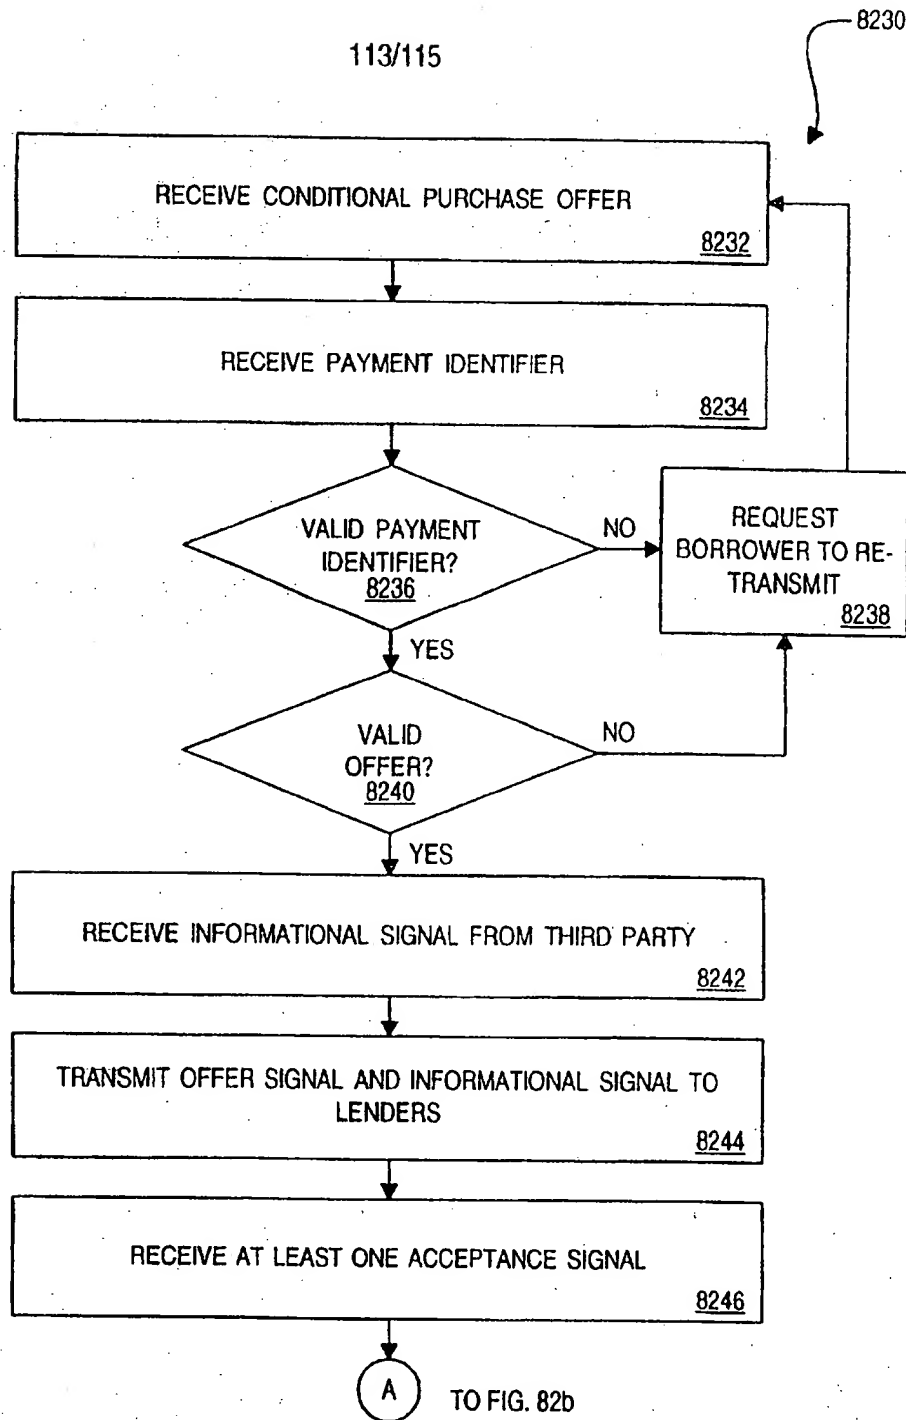 8230
113/115
RECEIVE CONDITIONAL PURCHASE OFFER
8232
RECEIVE PAYMENT IDENTIFIER
8234
VALID PAYMENT
IDENTIFIER?
8236
NO
REQUEST
BORROWER TO RE-
TRANSMIT
8238
YES
VALID
OFFER?
8240
NO
YES
RECEIVE INFORMATIONAL SIGNAL FROM THIRD PARTY
8242
TRANSMIT OFFER SIGNAL AND INFORMATIONAL SIGNAL TO
LENDERS
8244
RECEIVE AT LEAST ONE ACCEPTANCE SIGNAL
8246
A
TO FIG. 82b